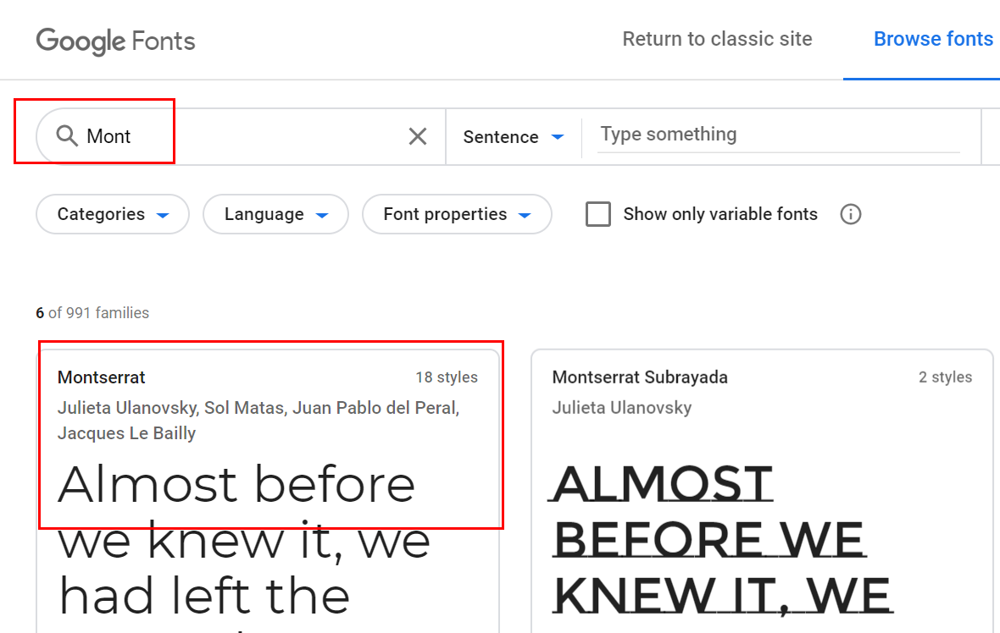 Google Fonts
Return to classic site
Browse fonts
Mont
Sentence
Type something
Categories
Language
Font properties
Show only variable fonts
6 of 991 families
Montserrat
18 styles
Julieta Ulanovsky, Sol Matas, Juan Pablo del Peral,
Jacques Le Bailly
Almost before
we knew it, we
had left the
Montserrat Subrayada
2 styles
Julieta Ulanovsky
ALMOST
BEFORE WE
KNEW IT, WE